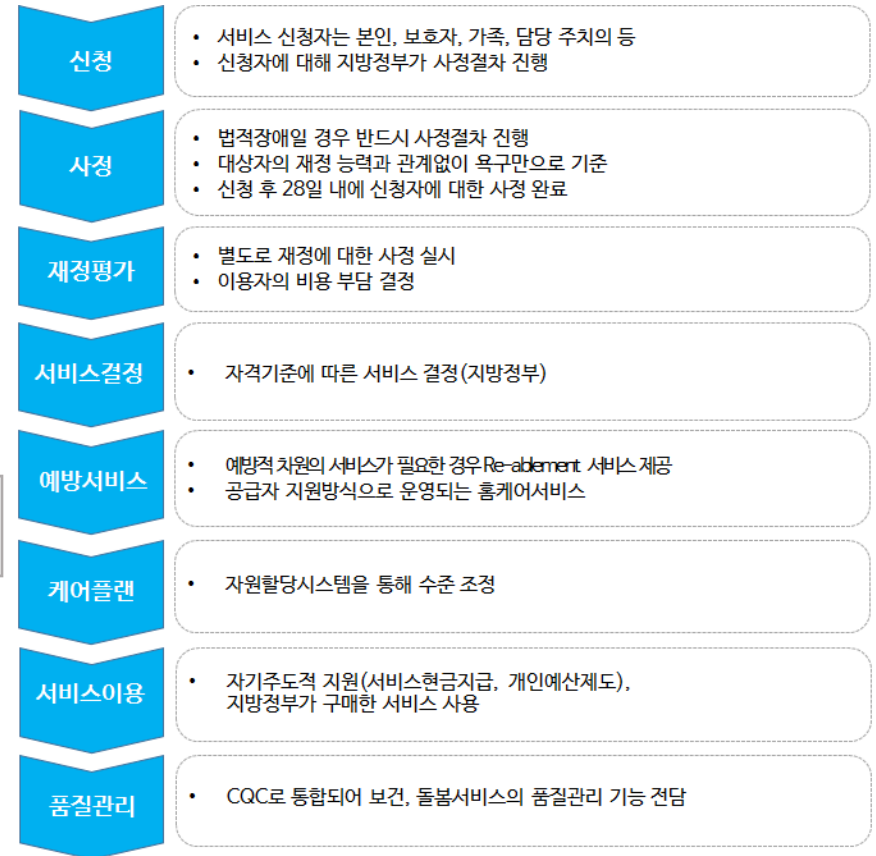 신청
• 서비스 신청자는 본인, 보호자, 가족, 담당 주치의 등
• 신청자에 대해 지방정부가 사정절차 진행
사정
• 법적장애일 경우 반드시 사정절차 진행
• 대상자의 재정 능력과 관계없이 욕구만으로 기준
• 신청 후 28일 내에 신청자에 대한 사정 완료
재정평가
• 별도로 재정에 대한 사정 실시
• 이용자의 비용 부담 결정
서비스결정
• 자격기준에 따른 서비스 결정(지방정부)
예방서비스
• 예방적 차원의 서비스가 필요한 경우 Re-ablement 서비스 제공
• 공급자 지원방식으로 운영되는 홈케어서비스
케어플랜
• 자원할당시스템을 통해 수준 조정
서비스이용
• 자기주도적 지원(서비스현금지급, 개인예산제도),
지방정부가 구매한 서비스 사용
품질관리
• CQC로 통합되어 보건, 돌봄서비스의 품질관리 기능 전담